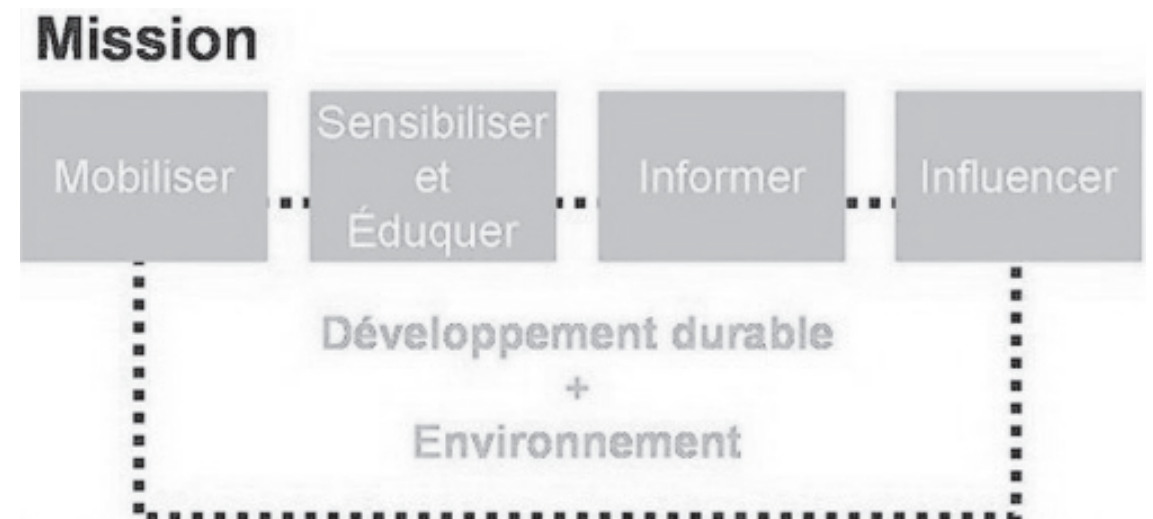 Mission
Mobiliser
Sensibiliser
et
Éduquer
Informer
Influencer
Développement durable
+
Environnement